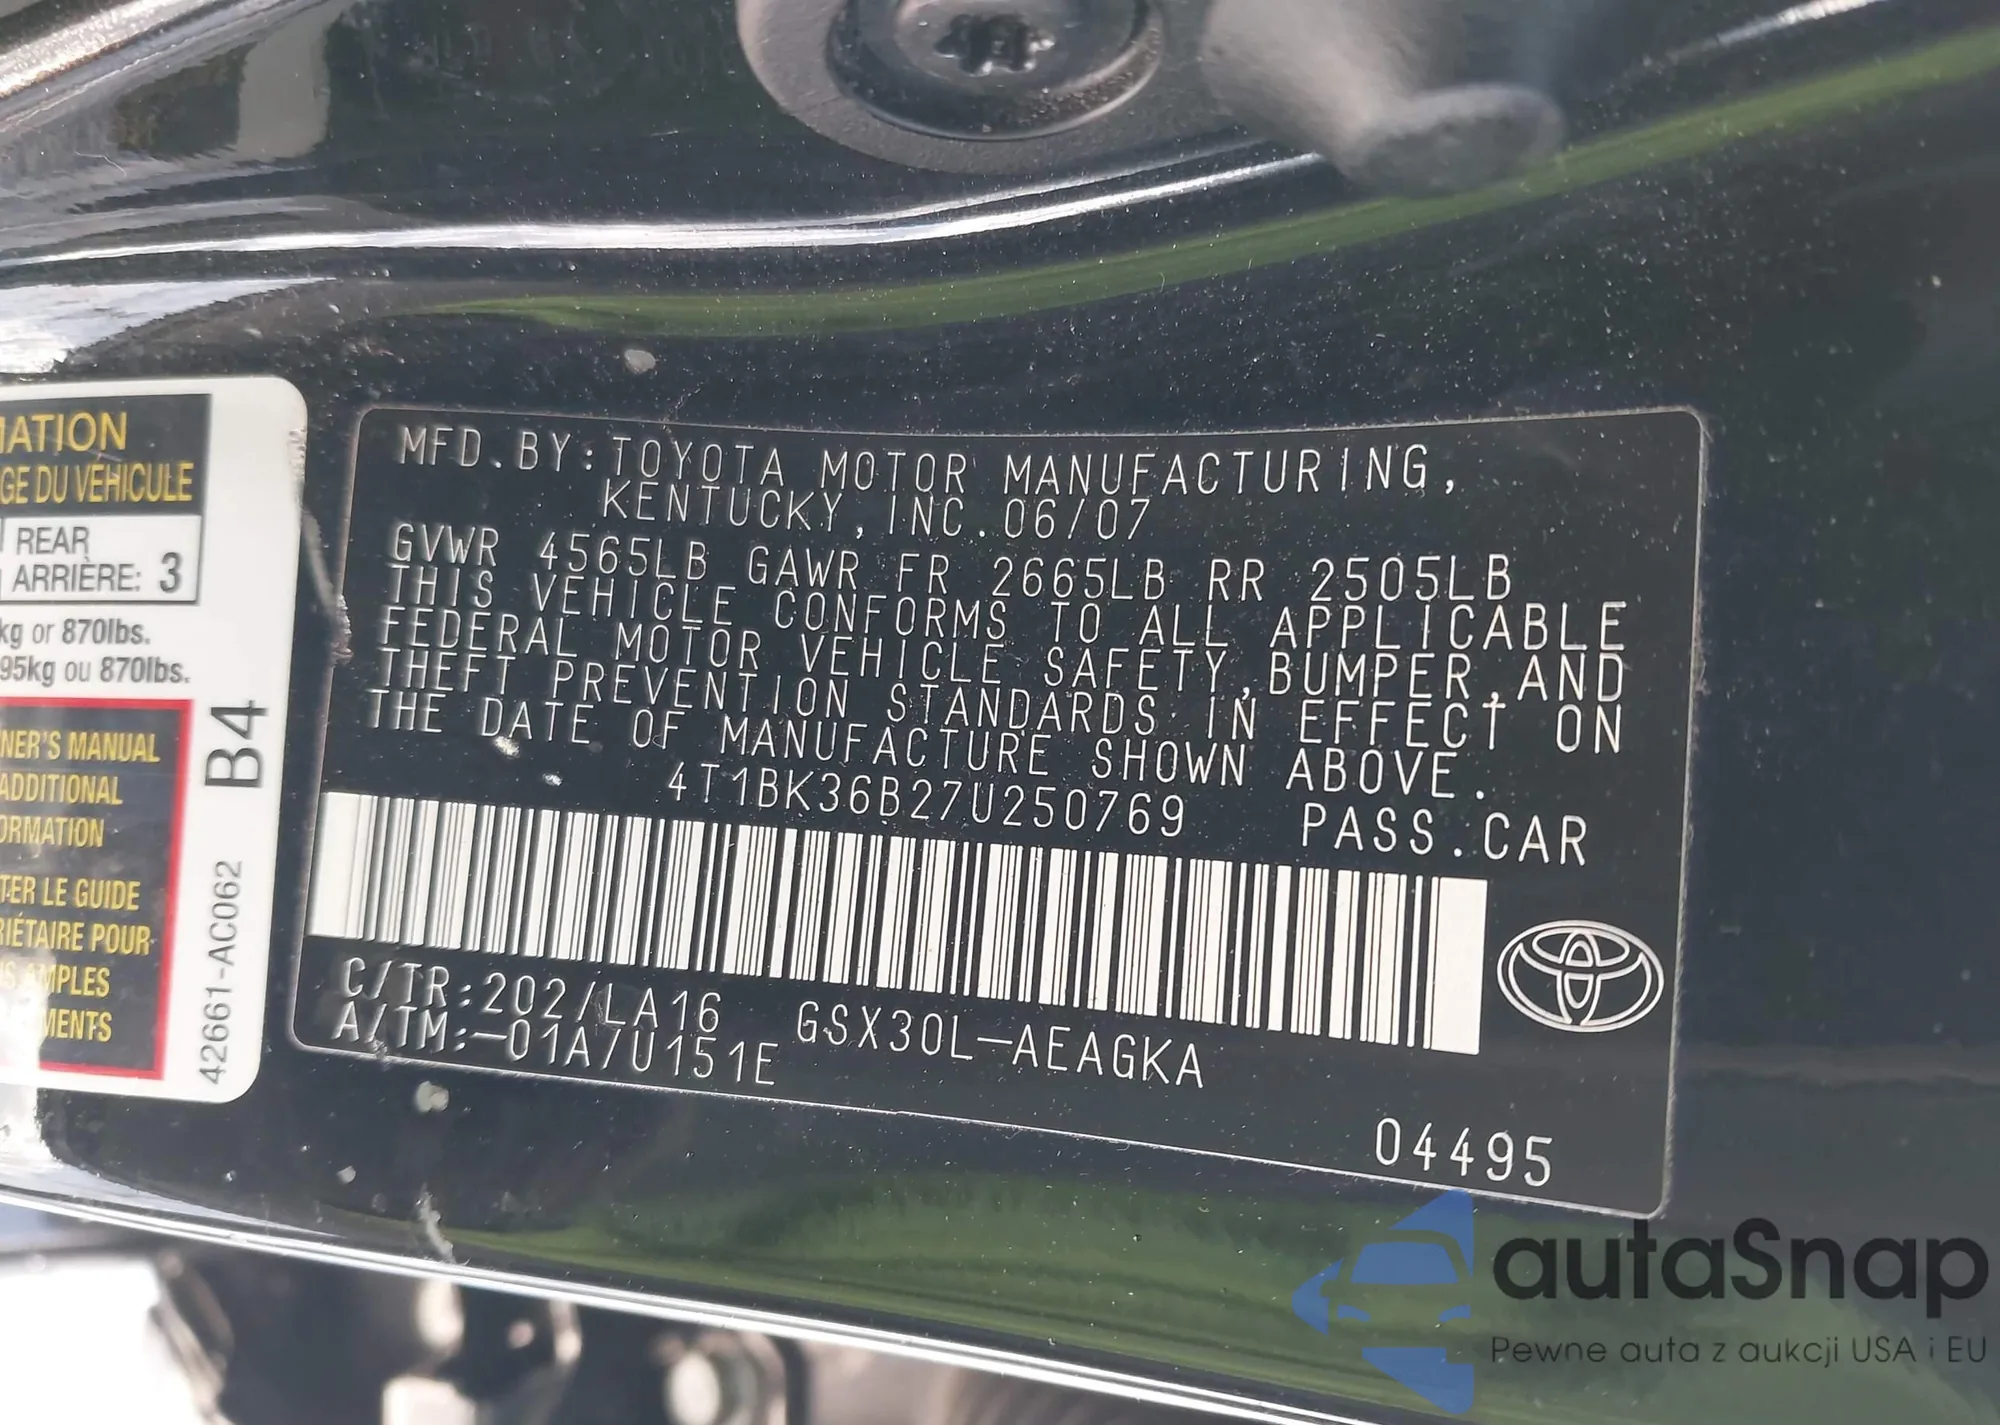 MATION
GE DU VÉHICULE
REAR
ARRIÈRE: 3
kg or 870lbs.
95kg ou 870lbs.
NER'S MANUAL
ADDITIONAL
ORMATION
TER LE GUIDE
RIÉTAIRE POUR
AMPLES
MENTS
B4
42661-AC062
MFD.BY:TOYOTA MOTOR MANUFACTURING,
KENTUCKY,INC.06/07
GVWR 4565LB GAWR FR 2665LB RR 2505LB
THIS VEHICLE CONFORMS TO ALL APPLICABLE
FEDERAL MOTOR VEHICLE SAFETY,BUMPER,AND
THEFT PREVENTION STANDARDS IN EFFECT ON
THE DATE OF MANUFACTURE SHOWN ABOVE.
4T1BK36B27U250769 PASS.CAR
C/TR:202/LA16 GSX30L-AEAGKA
A/TM:-01A/U151E
04495
autaSnap
Pewne auta z aukcji USA i EU